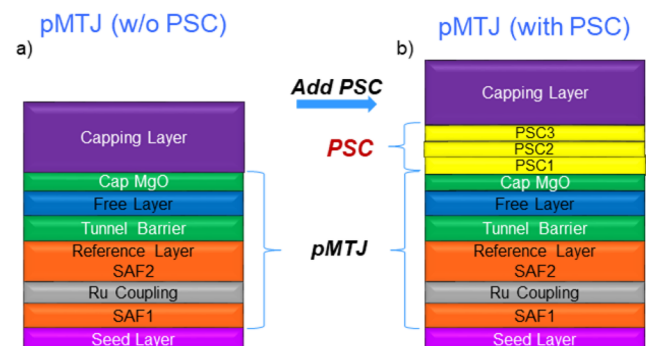 pMTJ (w/o PSC)
a)
Capping Layer
Cap MgO
Free Layer
Tunnel Barrier
Reference Layer
SAF2
Ru Coupling
SAF1
Seed Layer
Add PSC
PSC
pMTJ
pMTJ (with PSC)
b)
Capping Layer
PSC3
PSC2
PSC1
Cap MgO
Free Layer
Tunnel Barrier
Reference Layer
SAF2
Ru Coupling
SAF1
Seed Layer